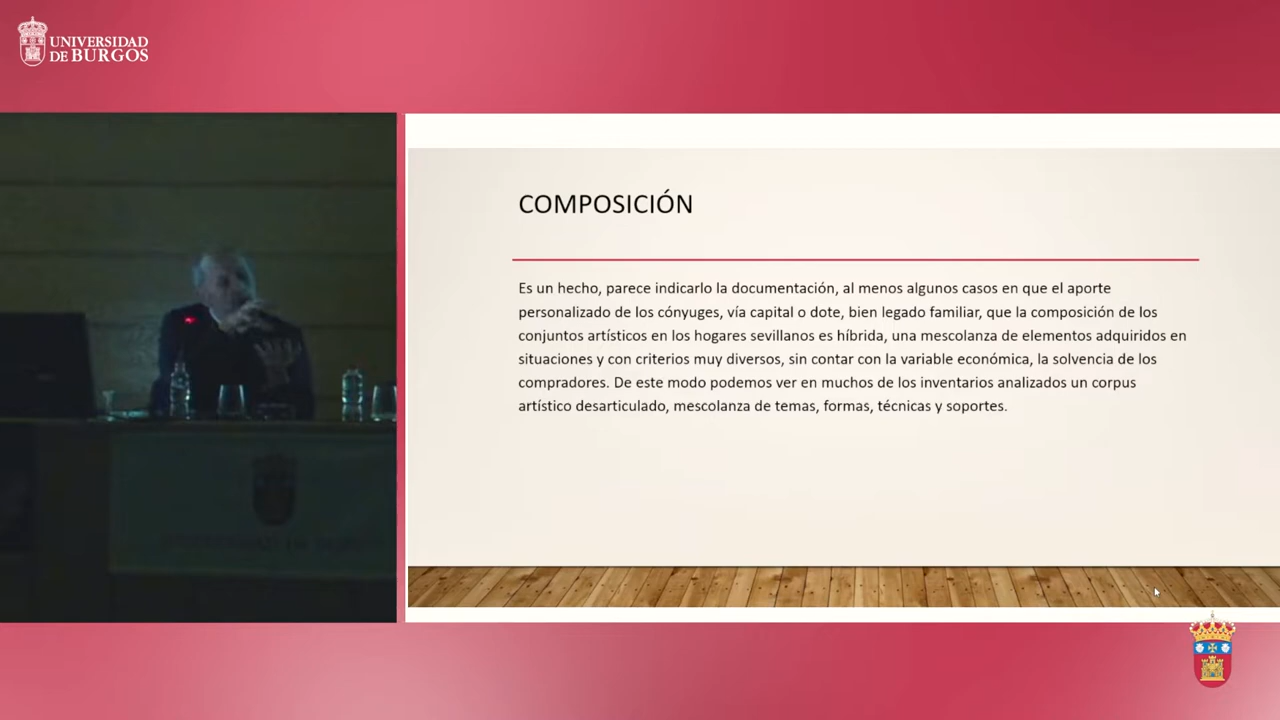 UNIVERSIDAD
DE BURGOS
COMPOSICIÓN
Es un hecho, parece indicarlo la documentación, al menos algunos casos en que el aporte
personalizado de los cónyuges, vía capital o dote, bien legado familiar, que la composición de los
conjuntos artísticos en los hogares sevillanos es híbrida, una mescolanza de elementos adquiridos en
situaciones y con criterios muy diversos, sin contar con la variable económica, la solvencia de los
compradores. De este modo podemos ver en muchos de los inventarios analizados un corpus
artístico desarticulado, mescolanza de temas, formas, técnicas y soportes.